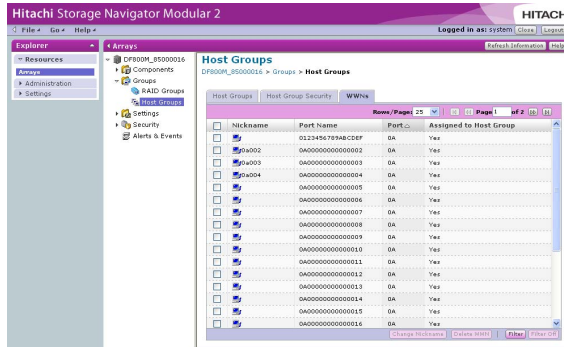 Hitachi Storage Navigator Modular 2
HITACH
File Go Help
Logged in as: system Close Logout
Explorer
Arrays
Refresh Information Help
Resources
Arrays
Administration
Settings
DF800M_85000016
Components
Groups
RAID Groups
Host Groups
Settings
Security
Alerts & Events
Host Groups
DF800M_85000016 > Groups > Host Groups
Host Groups Host Group Security WWNs
Rows/Page: 25 Page 1 of 2
Nickname Port Name Port Assigned to Host Group
0123456789ABCDEF 0A Yes
0a002 0A00000000000002 0A Yes
0a003 0A00000000000003 0A Yes
0a004 0A00000000000004 0A Yes
0A00000000000005 0A Yes
0A00000000000006 0A Yes
0A00000000000007 0A Yes
0A00000000000008 0A Yes
0A00000000000009 0A Yes
0A00000000000010 0A Yes
0A00000000000011 0A Yes
0A00000000000012 0A Yes
0A00000000000013 0A Yes
0A00000000000014 0A Yes
0A00000000000015 0A Yes
0A00000000000016 0A Yes
Change Nickname Delete WWN Filter Filter Off